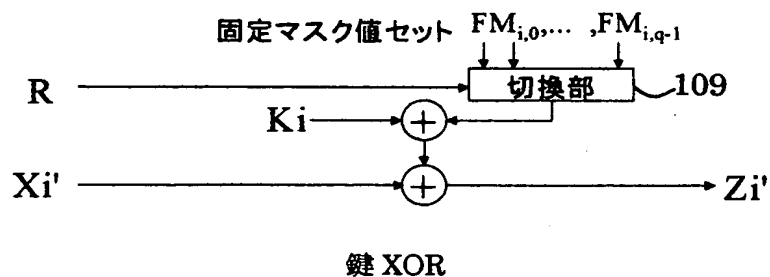 固定マスク値セット FM_{i,0},... ,FM_{i,q-1}
R
切換部
109
Ki
+
Xi'
+
Zi'
鍵 XOR